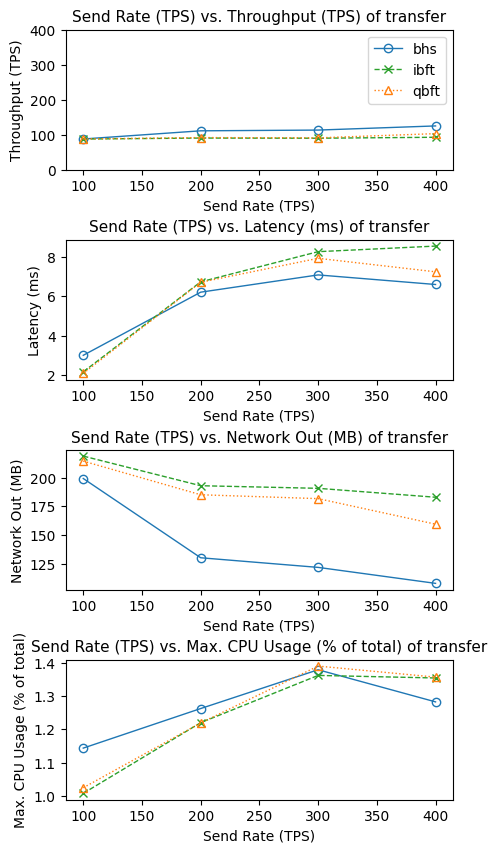 Send Rate (TPS) vs. Throughput (TPS) of transfer
400
300
200
100
0
Throughput (TPS)
bhs
ibft
qbft
100 150 200 250 300 350 400
Send Rate (TPS)
Send Rate (TPS) vs. Latency (ms) of transfer
8
6
4
2
Latency (ms)
100 150 200 250 300 350 400
Send Rate (TPS)
Send Rate (TPS) vs. Network Out (MB) of transfer
200
175
150
125
Network Out (MB)
100 150 200 250 300 350 400
Send Rate (TPS)
Send Rate (TPS) vs. Max. CPU Usage (% of total) of transfer
1.4
1.3
1.2
1.1
1.0
Max. CPU Usage (% of total)
100 150 200 250 300 350 400
Send Rate (TPS)